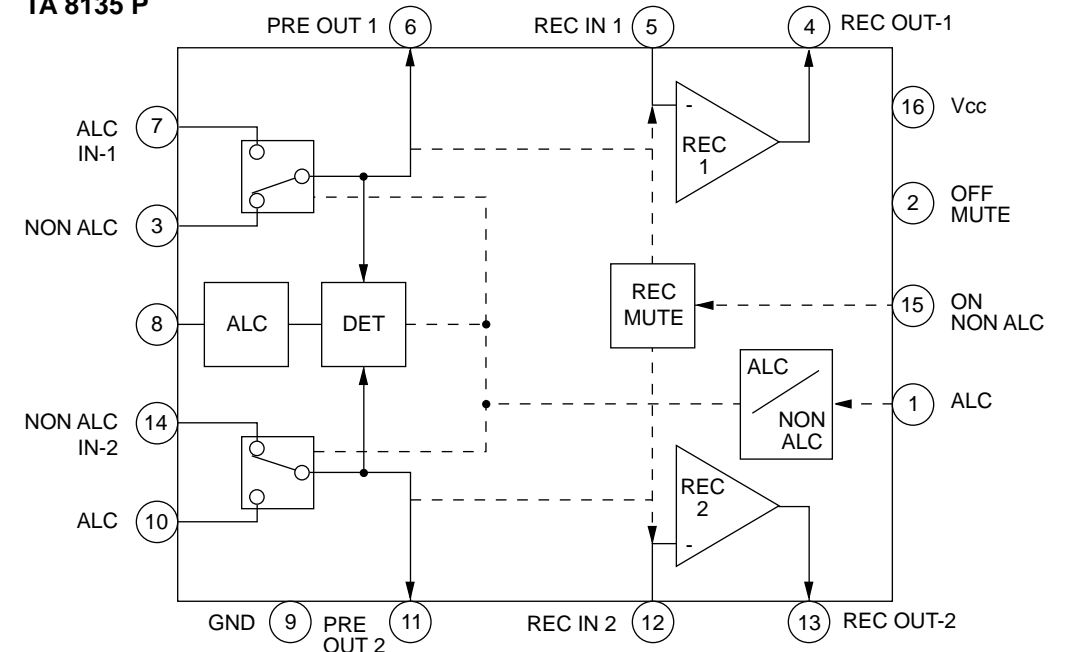 TA 8135 P
PRE OUT 1
6
REC IN 1
5
4
REC OUT-1
16
Vcc
ALC
IN-1
7
-
REC
1
2
OFF
MUTE
NON ALC
3
8
ALC
DET
REC
MUTE
15
ON
NON ALC
ALC
NON
ALC
1
ALC
NON ALC
IN-2
14
REC
2
-
ALC
10
GND
9
PRE
OUT 2
11
REC IN 2
12
13
REC OUT-2